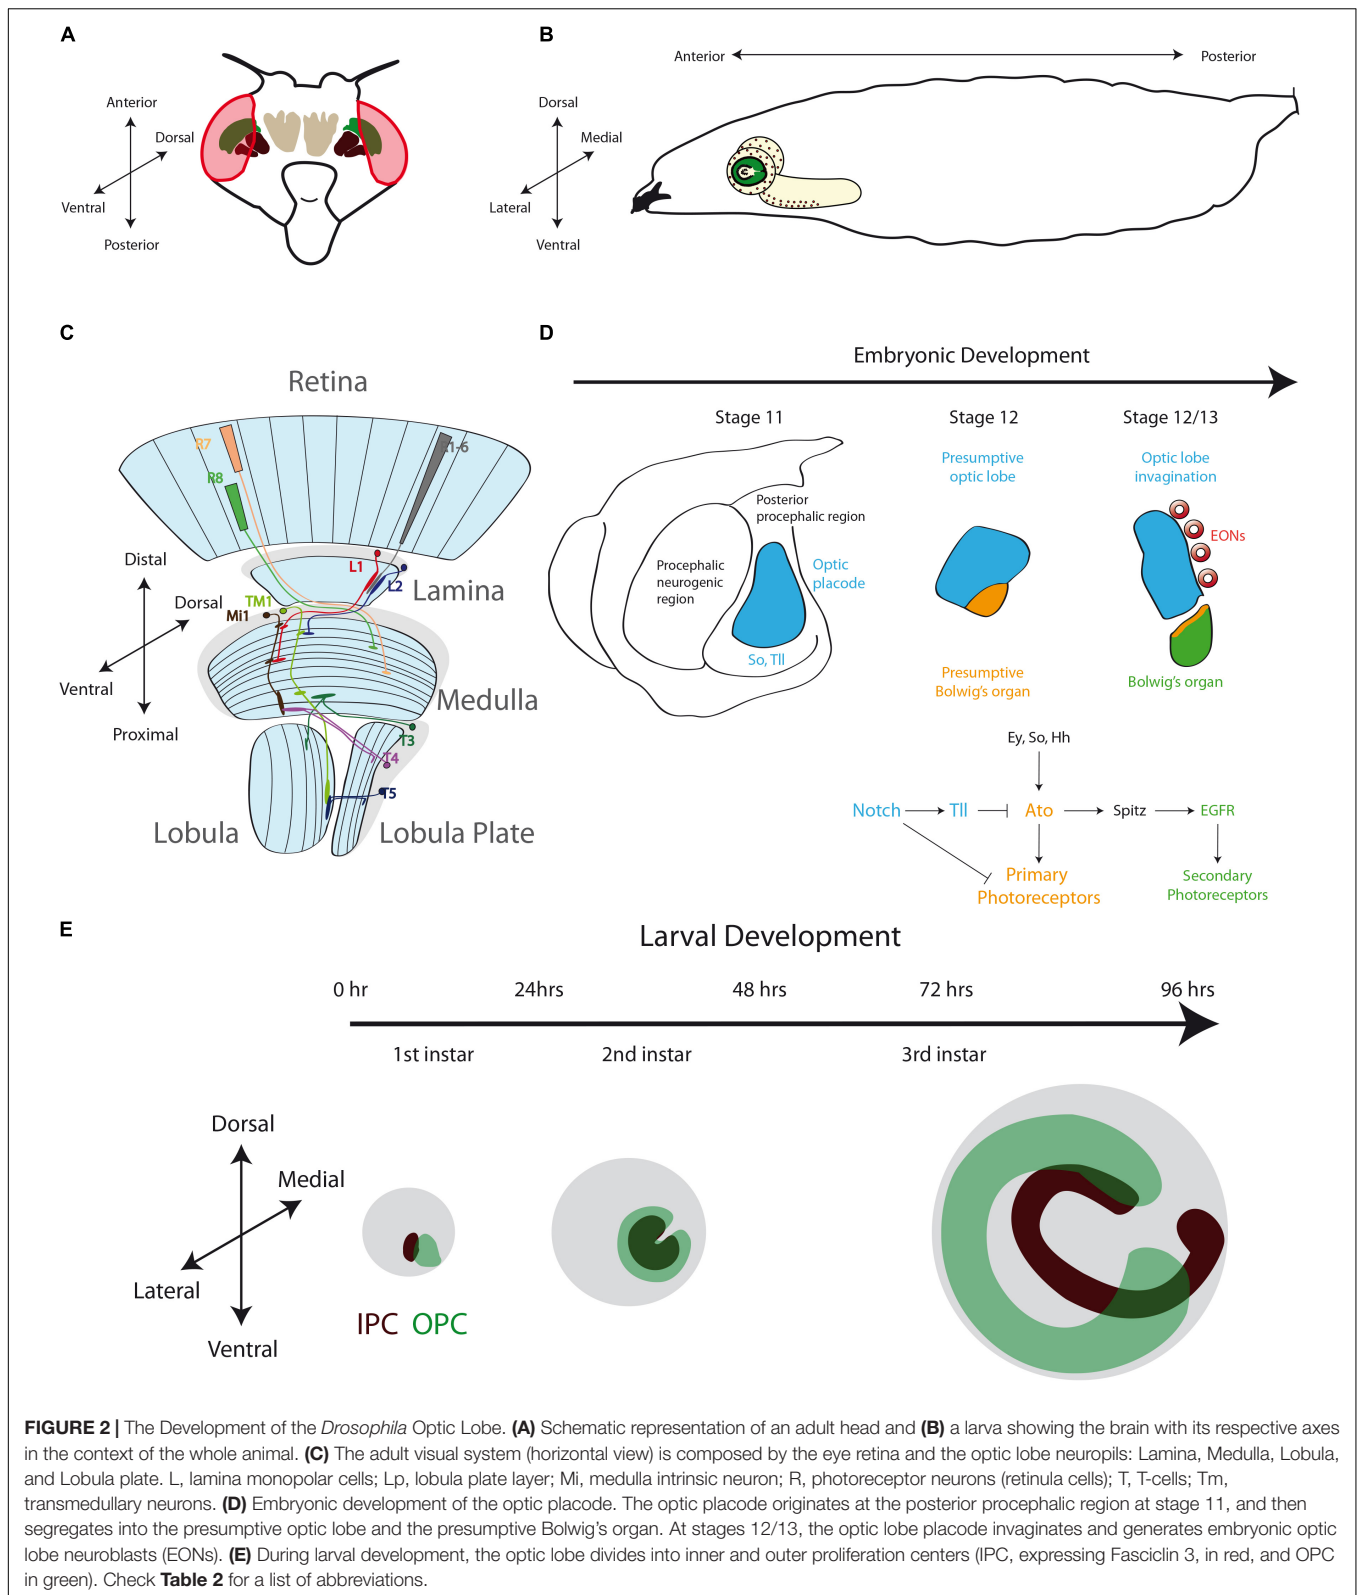 A
Anterior
Dorsal
Ventral
Posterior
B
Anterior
Posterior
Dorsal
Medial
Lateral
Ventral
C
Retina
R7
R8
R1-6
Distal
Dorsal
Ventral
Proximal
L1
L2
Lamina
TM1
Mi1
Medulla
T3
T4
T5
Lobula
Lobula Plate
D
Embryonic Development
Stage 11
Stage 12
Stage 12/13
Posterior
procephalic region
Procephalic
neurogenic
region
Optic
placode
So, Tll
Presumptive
optic lobe
Presumptive
Bolwig's organ
Optic lobe
invagination
EONs
Bolwig's organ
Ey, So, Hh
Notch
Tll
Ato
Spitz
EGFR
Primary
Photoreceptors
Secondary
Photoreceptors
E
Larval Development
0 hr
24hrs
48 hrs
72 hrs
96 hrs
1st instar
2nd instar
3rd instar
Dorsal
Medial
Lateral
Ventral
IPC OPC
FIGURE 2 | The Development of the Drosophila Optic Lobe. (A) Schematic representation of an adult head and (B) a larva showing the brain with its respective axes
in the context of the whole animal. (C) The adult visual system (horizontal view) is composed by the eye retina and the optic lobe neuropils: Lamina, Medulla, Lobula,
and Lobula plate. L, lamina monopolar cells; Lp, lobula plate layer; Mi, medulla intrinsic neuron; R, photoreceptor neurons (retinula cells); T, T-cells; Tm,
transmedullary neurons. (D) Embryonic development of the optic placode. The optic placode originates at the posterior procephalic region at stage 11, and then
segregates into the presumptive optic lobe and the presumptive Bolwig's organ. At stages 12/13, the optic lobe placode invaginates and generates embryonic optic
lobe neuroblasts (EONs). (E) During larval development, the optic lobe divides into inner and outer proliferation centers (IPC, expressing Fasciclin 3, in red, and OPC
in green). Check Table 2 for a list of abbreviations.